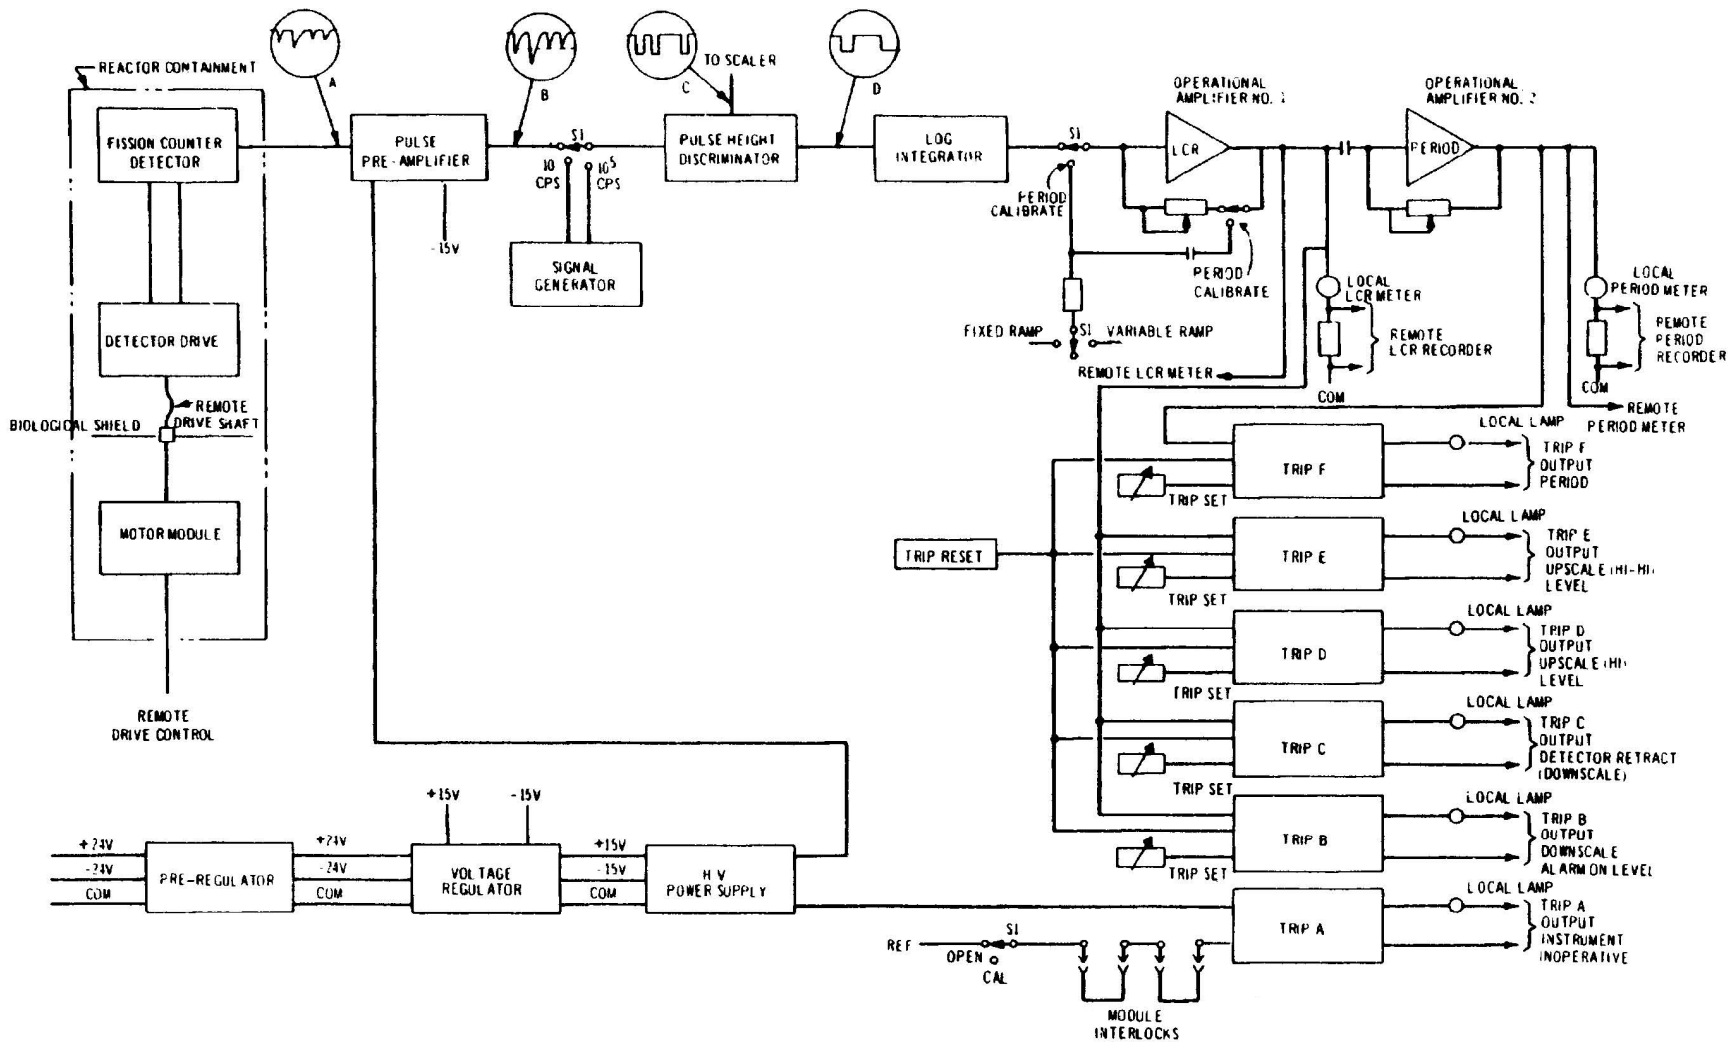 REACTOR CONTAINMENT
A
B
C
TO SCALER
D
OPERATIONAL
AMPLIFIER NO. 1
OPERATIONAL
AMPLIFIER NO. 2
FISSION COUNTER
DETECTOR
PULSE
PRE-AMPLIFIER
S1
10
CPS
10⁵
CPS
PULSE HEIGHT
DISCRIMINATOR
LOG
INTEGRATOR
S1
LCR
PERIOD
PERIOD
CALIBRATE
-15V
SIGNAL
GENERATOR
PERIOD
CALIBRATE
LOCAL
LCR METER
LOCAL
PERIOD METER
FIXED RAMP
S1
VARIABLE RAMP
REMOTE
LCR RECORDER
REMOTE
PERIOD
RECORDER
DETECTOR DRIVE
REMOTE LCR METER
COM
COM
REMOTE
DRIVE SHAFT
BIOLOGICAL SHIELD
REMOTE
PERIOD METER
MOTOR MODULE
REMOTE
DRIVE CONTROL
LOCAL LAMP
TRIP F
TRIP F
OUTPUT
PERIOD
TRIP SET
LOCAL LAMP
TRIP RESET
TRIP E
TRIP E
OUTPUT
UPSCALE (HI-HI)
LEVEL
TRIP SET
LOCAL LAMP
TRIP D
TRIP D
OUTPUT
UPSCALE (HI)
LEVEL
TRIP SET
LOCAL LAMP
TRIP C
TRIP C
OUTPUT
DETECTOR RETRACT
(DOWNSCALE)
TRIP SET
LOCAL LAMP
TRIP B
TRIP B
OUTPUT
DOWNSCALE
ALARM ON LEVEL
TRIP SET
LOCAL LAMP
TRIP A
TRIP A
OUTPUT
INSTRUMENT
INOPERATIVE
+15V
-15V
+24V
-24V
COM
PRE-REGULATOR
+24V
-24V
COM
VOLTAGE
REGULATOR
+15V
-15V
COM
H V
POWER SUPPLY
REF
S1
OPEN
CAL
MODULE
INTERLOCKS